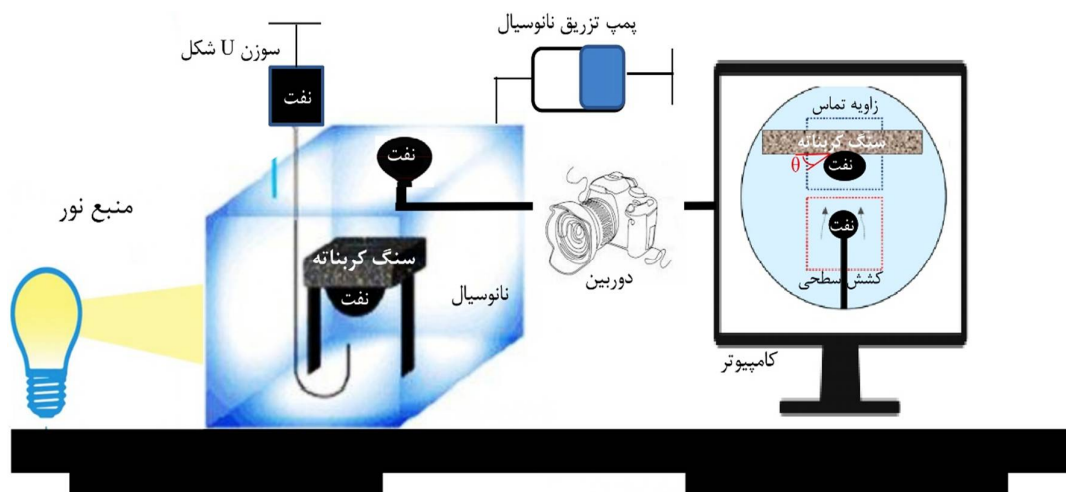 پمپ تزریق نانوسیال
سوزن U شکل
نفت
منبع نور
نفت
سنگ کربناته
نفت
نانوسیال
دوربین
زاویه تماس
سنگ کربناته
θ
نفت
نفت
کشش سطحی
کامپیوتر